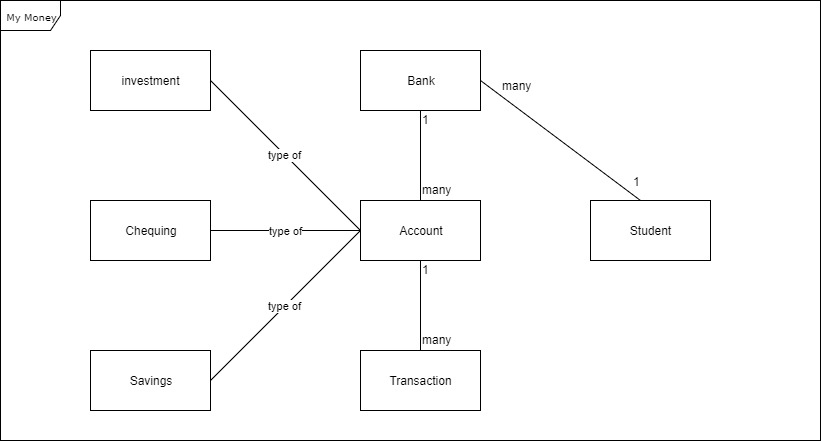 My Money
investment
Bank
many
1
type of
1
many
Chequing
type of
Account
Student
1
type of
many
Savings
Transaction